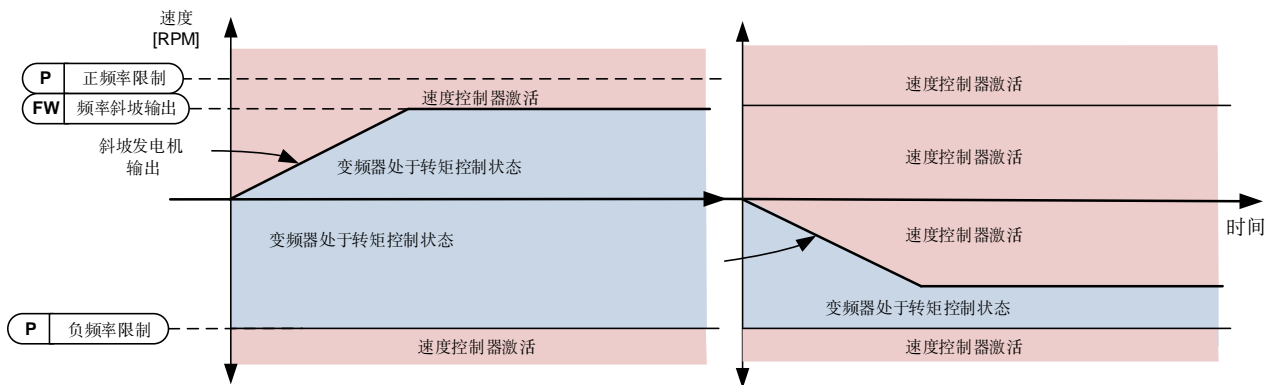 速度
[RPM]
P 正频率限制
FW 频率斜坡输出
斜坡发电机
输出
速度控制器激活
变频器处于转矩控制状态
变频器处于转矩控制状态
P 负频率限制
速度控制器激活
速度控制器激活
速度控制器激活
速度控制器激活
时间
变频器处于转矩控制状态
速度控制器激活